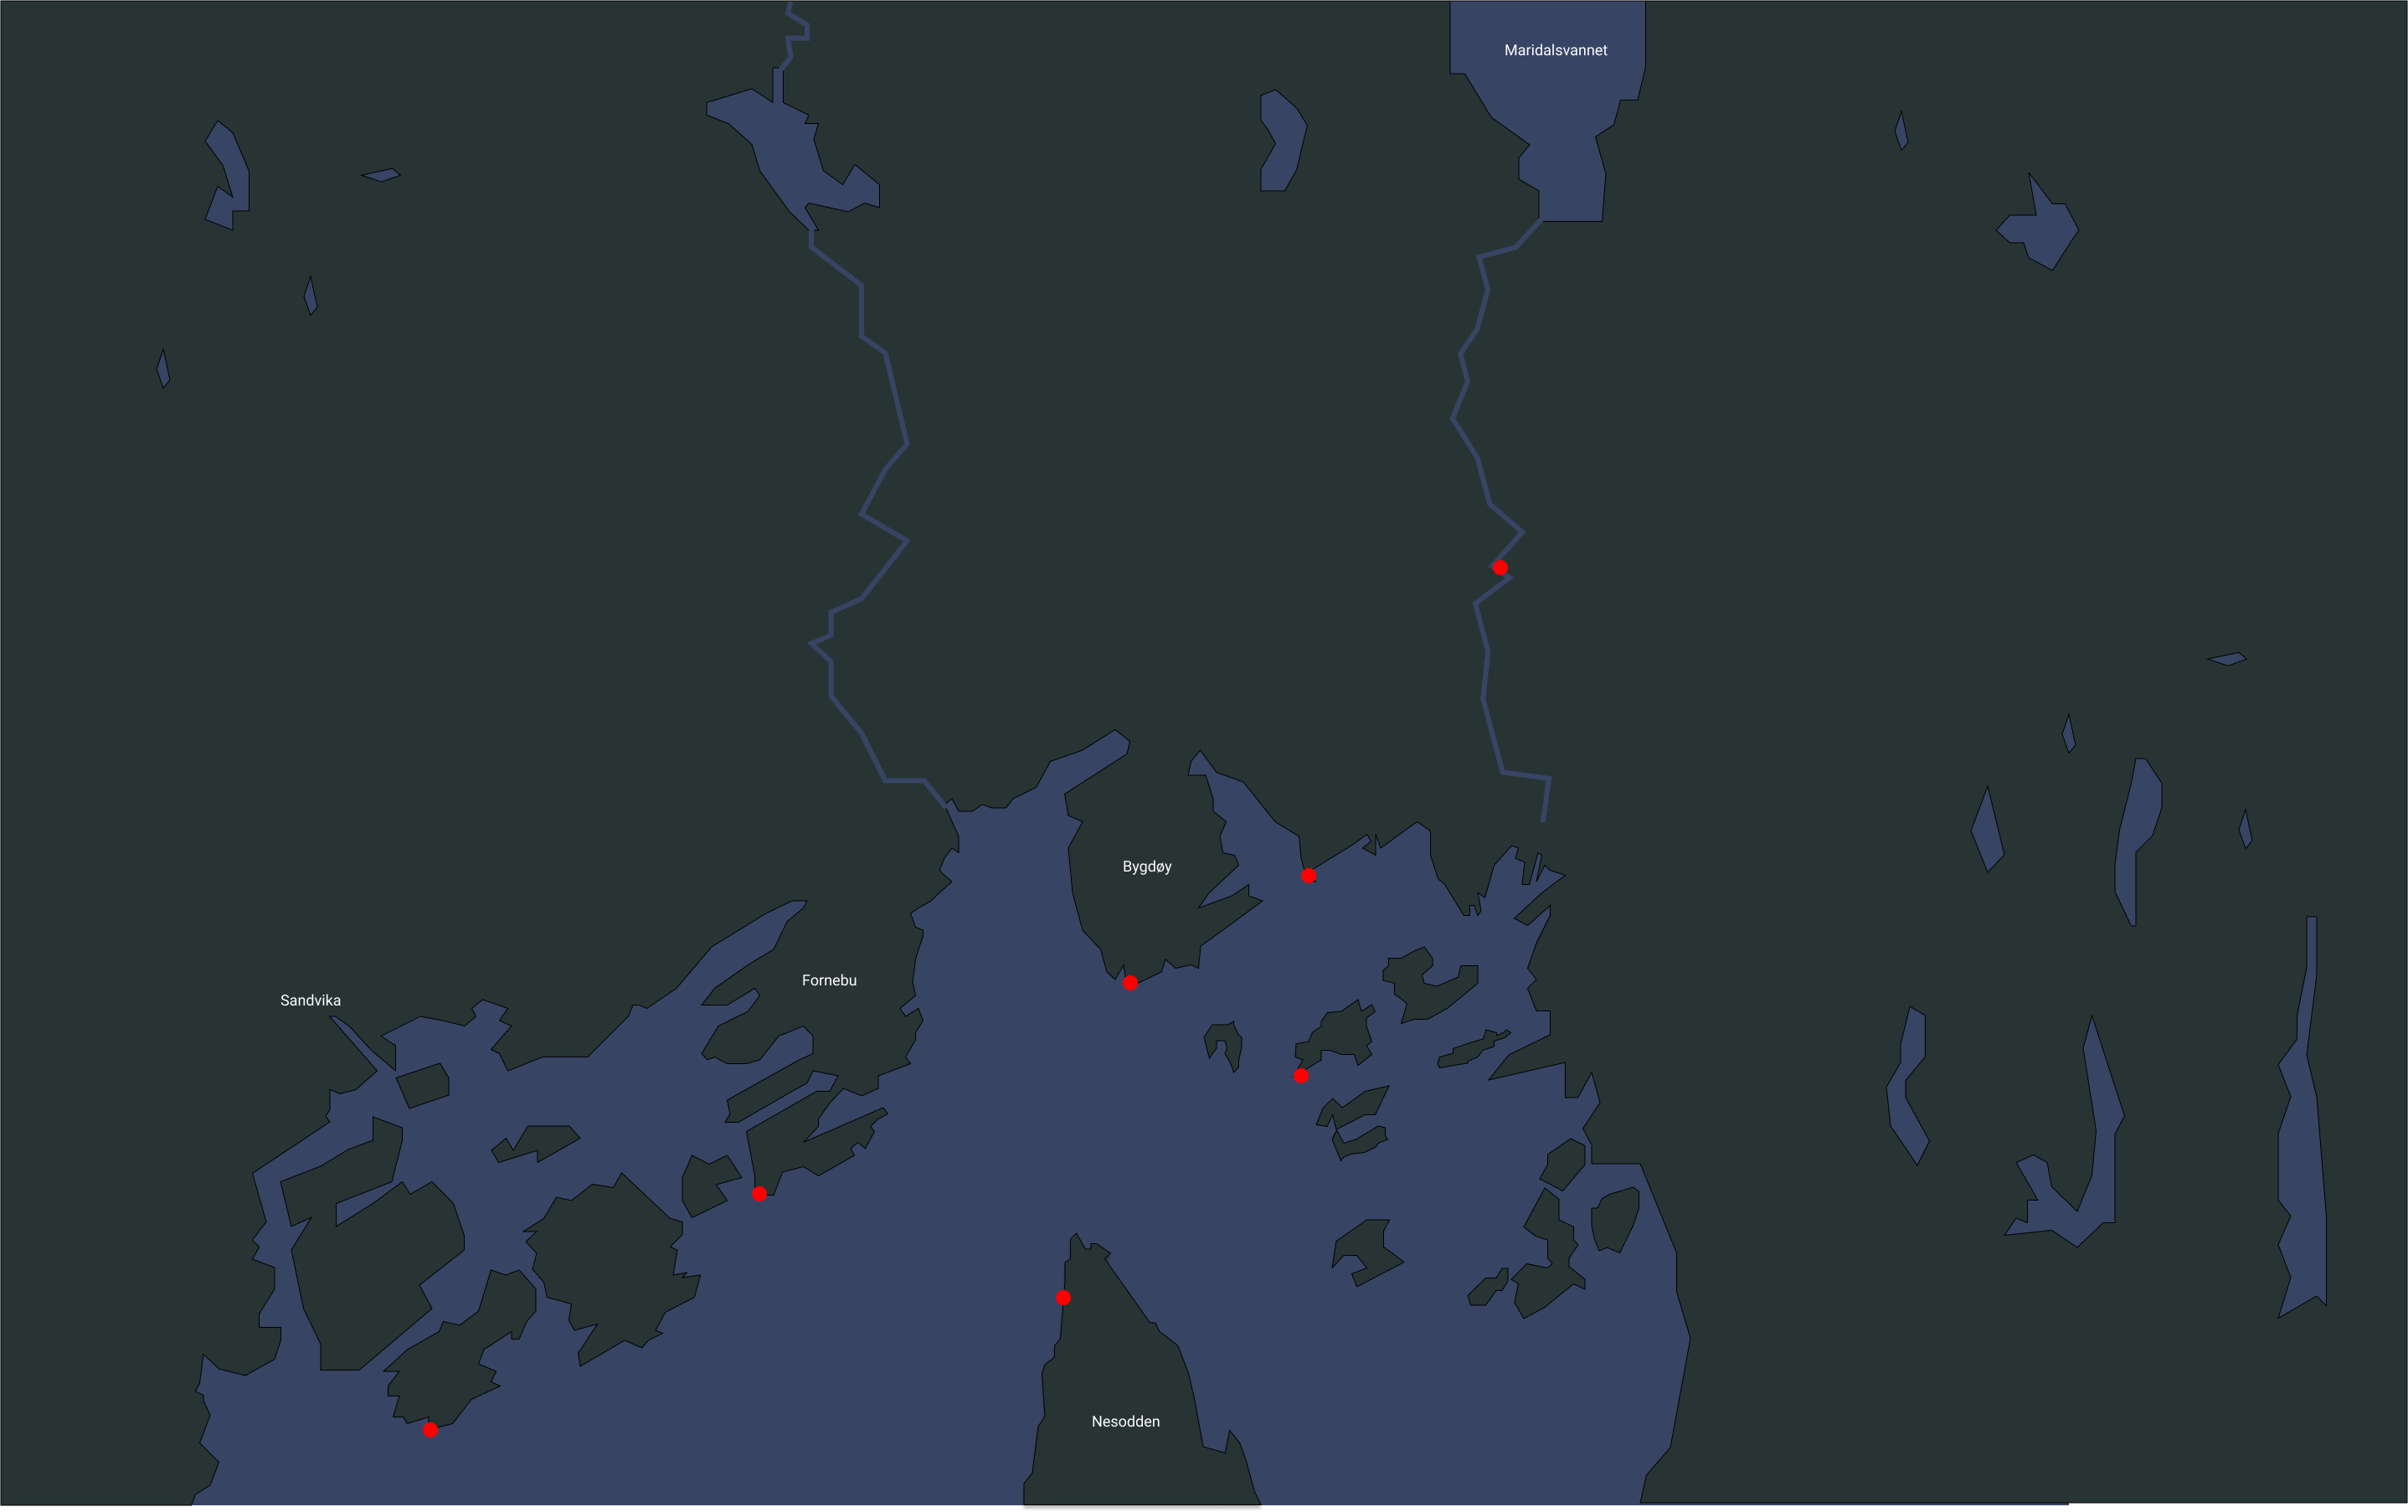 Maridalsvannet
Bygdøy
Fornebu
Sandvika
Nesodden